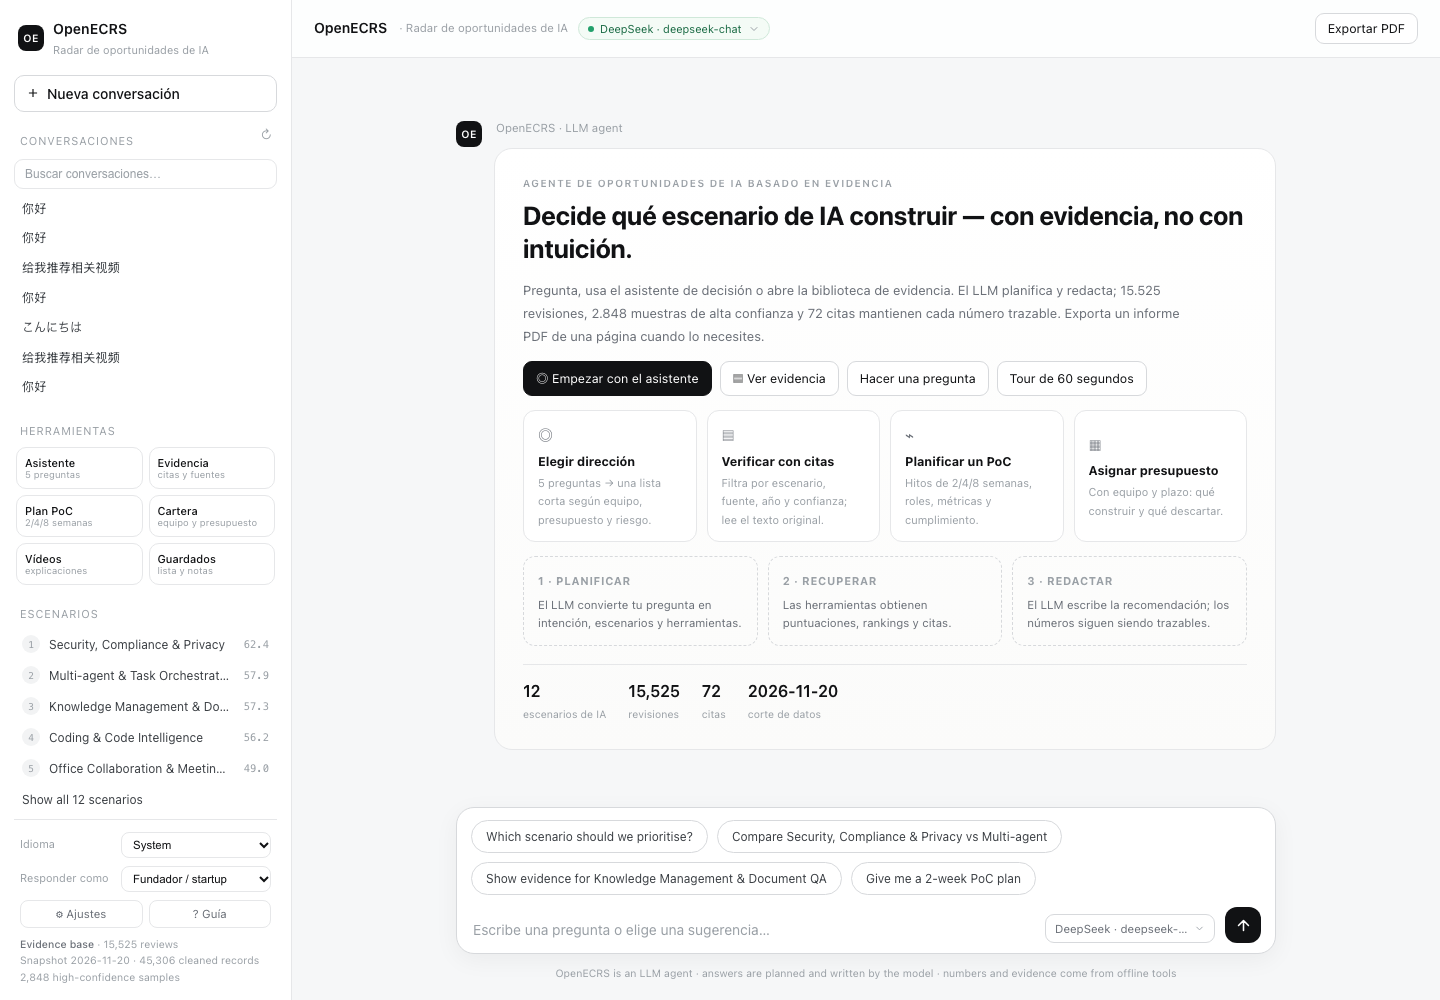 OE
OpenECRS
Radar de oportunidades de IA
+ Nueva conversación
CONVERSACIONES
Buscar conversaciones…
你好
你好
给我推荐相关视频
你好
こんにちは
给我推荐相关视频
你好
HERRAMIENTAS
Asistente
5 preguntas
Evidencia
citas y fuentes
Plan PoC
2/4/8 semanas
Cartera
equipo y presupuesto
Vídeos
explicaciones
Guardados
lista y notas
ESCENARIOS
1 Security, Compliance & Privacy 62.4
2 Multi-agent & Task Orchestrat... 57.9
3 Knowledge Management & Do... 57.3
4 Coding & Code Intelligence 56.2
5 Office Collaboration & Meetin... 49.0
Show all 12 scenarios
Idioma System
Responder como Fundador / startup
⚙ Ajustes
? Guía
Evidence base · 15,525 reviews
Snapshot 2026-11-20 · 45,306 cleaned records
2,848 high-confidence samples
OpenECRS · Radar de oportunidades de IA
DeepSeek · deepseek-chat
Exportar PDF
OE
OpenECRS · LLM agent
AGENTE DE OPORTUNIDADES DE IA BASADO EN EVIDENCIA
Decide qué escenario de IA construir — con evidencia, no con
intuición.
Pregunta, usa el asistente de decisión o abre la biblioteca de evidencia. El LLM planifica y redacta; 15.525
revisiones, 2.848 muestras de alta confianza y 72 citas mantienen cada número trazable. Exporta un informe
PDF de una página cuando lo necesites.
◎ Empezar con el asistente
▤ Ver evidencia
Hacer una pregunta
Tour de 60 segundos
Elegir dirección
5 preguntas → una lista
corta según equipo,
presupuesto y riesgo.
Verificar con citas
Filtra por escenario,
fuente, año y confianza;
lee el texto original.
Planificar un PoC
Hitos de 2/4/8 semanas,
roles, métricas y
cumplimiento.
Asignar presupuesto
Con equipo y plazo: qué
construir y qué descartar.
1 · PLANIFICAR
El LLM convierte tu pregunta en
intención, escenarios y herramientas.
2 · RECUPERAR
Las herramientas obtienen
puntuaciones, rankings y citas.
3 · REDACTAR
El LLM escribe la recomendación; los
números siguen siendo trazables.
12
escenarios de IA
15,525
revisiones
72
citas
2026-11-20
corte de datos
Which scenario should we prioritise?
Compare Security, Compliance & Privacy vs Multi-agent
Show evidence for Knowledge Management & Document QA
Give me a 2-week PoC plan
Escribe una pregunta o elige una sugerencia…
DeepSeek · deepseek-...
OpenECRS is an LLM agent · answers are planned and written by the model · numbers and evidence come from offline tools